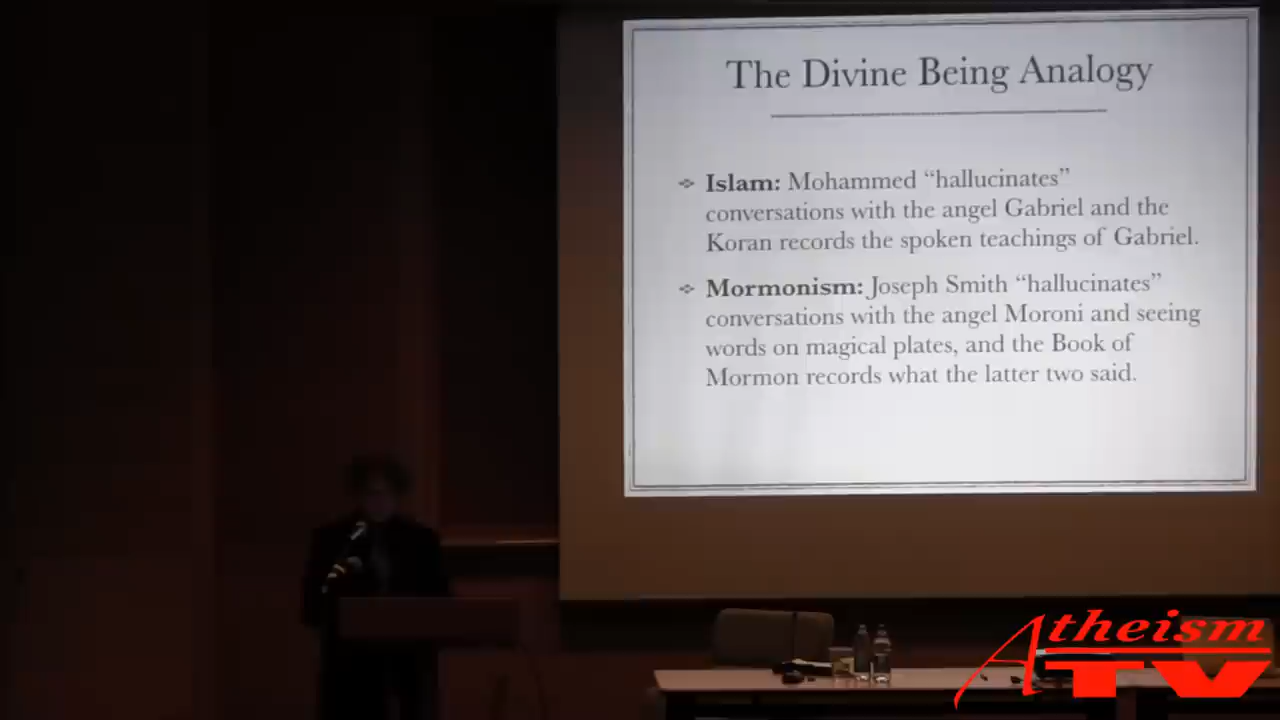 The Divine Being Analogy
Islam: Mohammed “hallucinates”
conversations with the angel Gabriel and the
Koran records the spoken teachings of Gabriel.
Mormonism: Joseph Smith “hallucinates”
conversations with the angel Moroni and seeing
words on magical plates, and the Book of
Mormon records what the latter two said.
Atheism
TV